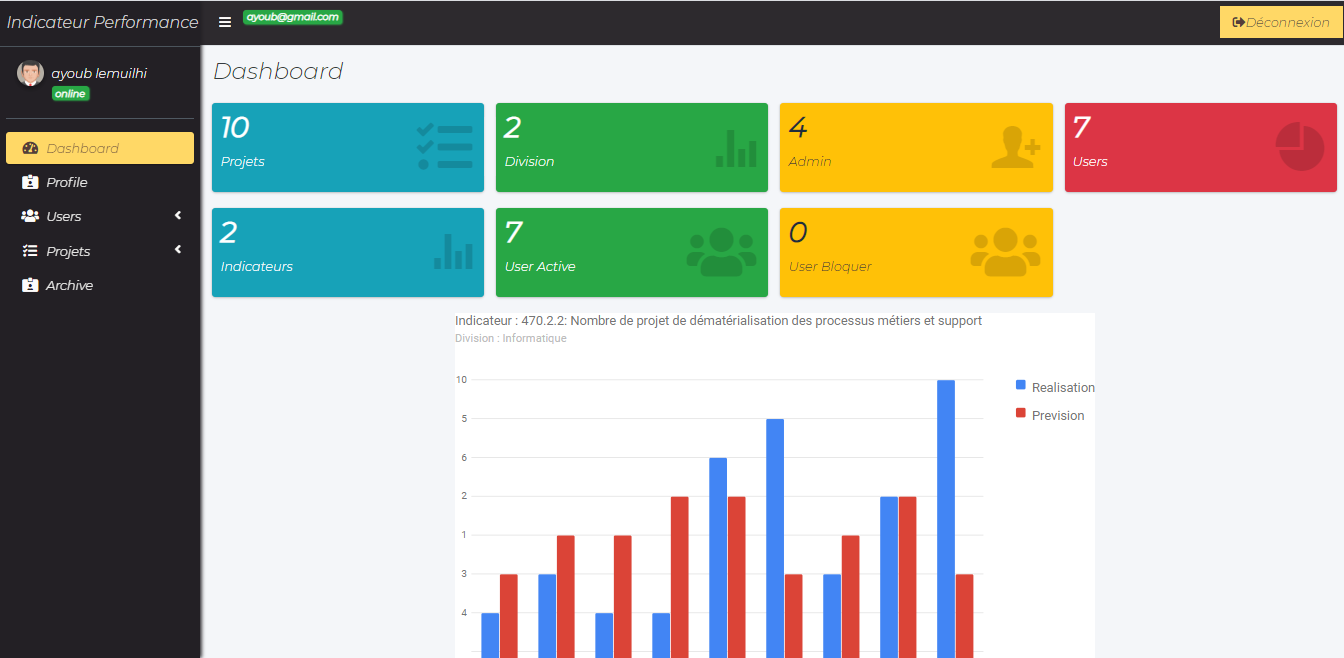 Indicateur Performance
ayoub@gmail.com
Déconnexion
ayoub lemuilhi
online
Dashboard
Profile
Users
Projets
Archive
Dashboard
10
Projets
2
Division
4
Admin
7
Users
2
Indicateurs
7
User Active
0
User Bloquer
Indicateur : 470.2.2: Nombre de projet de dématérialisation des processus métiers et support
Division : Informatique
10
5
6
2
1
3
4
Realisation
Prevision